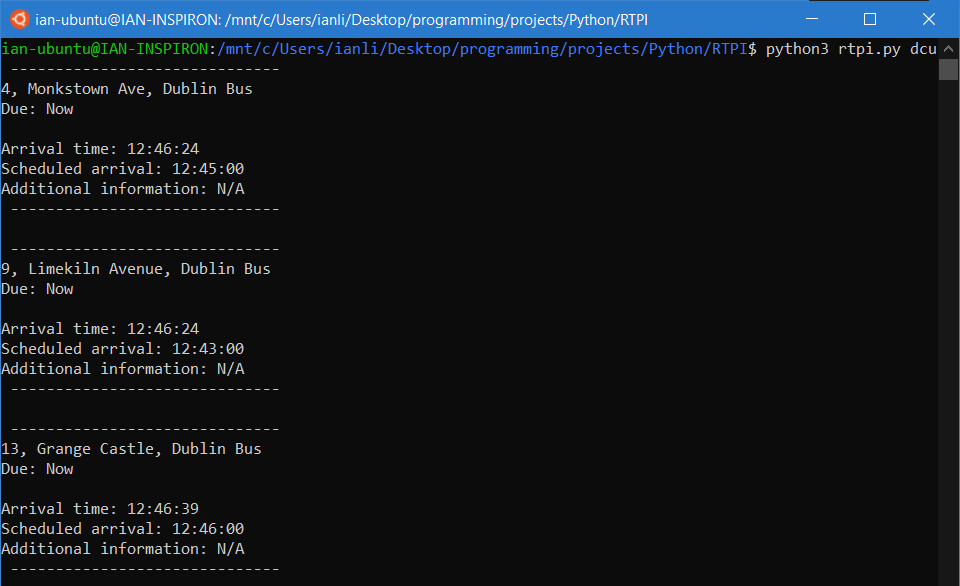 ian-ubuntu@IAN-INSPIRON: /mnt/c/Users/ianli/Desktop/programming/projects/Python/RTPI
ian-ubuntu@IAN-INSPIRON:/mnt/c/Users/ianli/Desktop/programming/projects/Python/RTPI$ python3 rtpi.py dcu
 ------------------------------
4, Monkstown Ave, Dublin Bus
Due: Now

Arrival time: 12:46:24
Scheduled arrival: 12:45:00
Additional information: N/A
 ------------------------------

 ------------------------------
9, Limekiln Avenue, Dublin Bus
Due: Now

Arrival time: 12:46:24
Scheduled arrival: 12:43:00
Additional information: N/A
 ------------------------------

 ------------------------------
13, Grange Castle, Dublin Bus
Due: Now

Arrival time: 12:46:39
Scheduled arrival: 12:46:00
Additional information: N/A
 ------------------------------